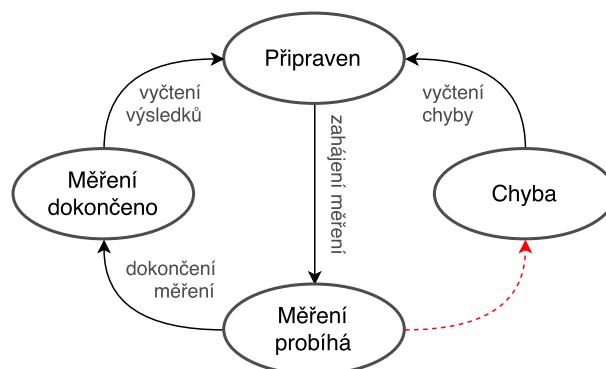 Připraven
vyčtení
výsledků
vyčtení
chyby
zahájení měření
Měření
dokončeno
Chyba
dokončení
měření
Měření
probíhá